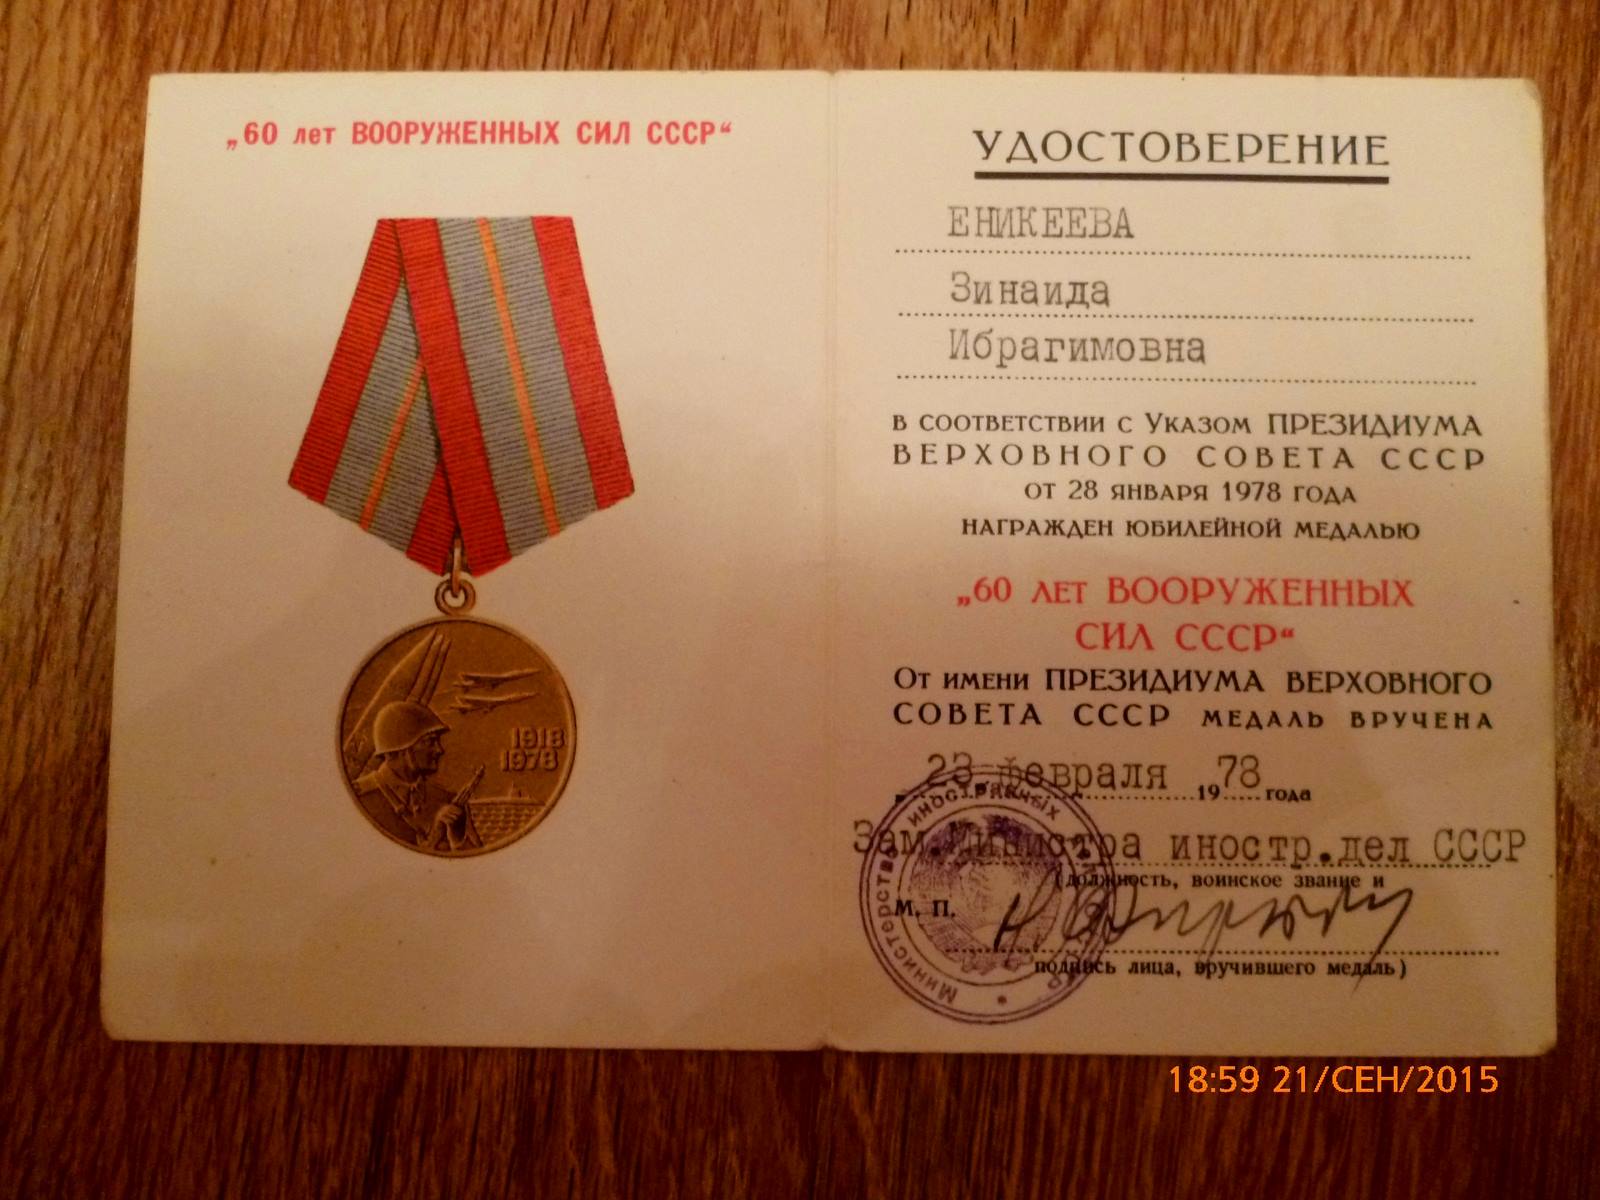 „60 лет ВООРУЖЕННЫХ СИЛ СССР“
1918
1978
УДОСТОВЕРЕНИЕ
ЕНИКЕЕВА
Зинаида
Ибрагимовна
в соответствии с Указом ПРЕЗИДИУМА
ВЕРХОВНОГО СОВЕТА СССР
от 28 января 1978 года
награжден юбилейной медалью
„60 лет ВООРУЖЕННЫХ
СИЛ СССР“
От имени ПРЕЗИДИУМА ВЕРХОВНОГО
СОВЕТА СССР медаль вручена
23 февраля 1978 года
Зам.Министра иностр.дел СССР
(должность, воинское звание и
М. П.
подпись лица, вручившего медаль)
Министерство иностранных
18:59 21/СЕН/2015